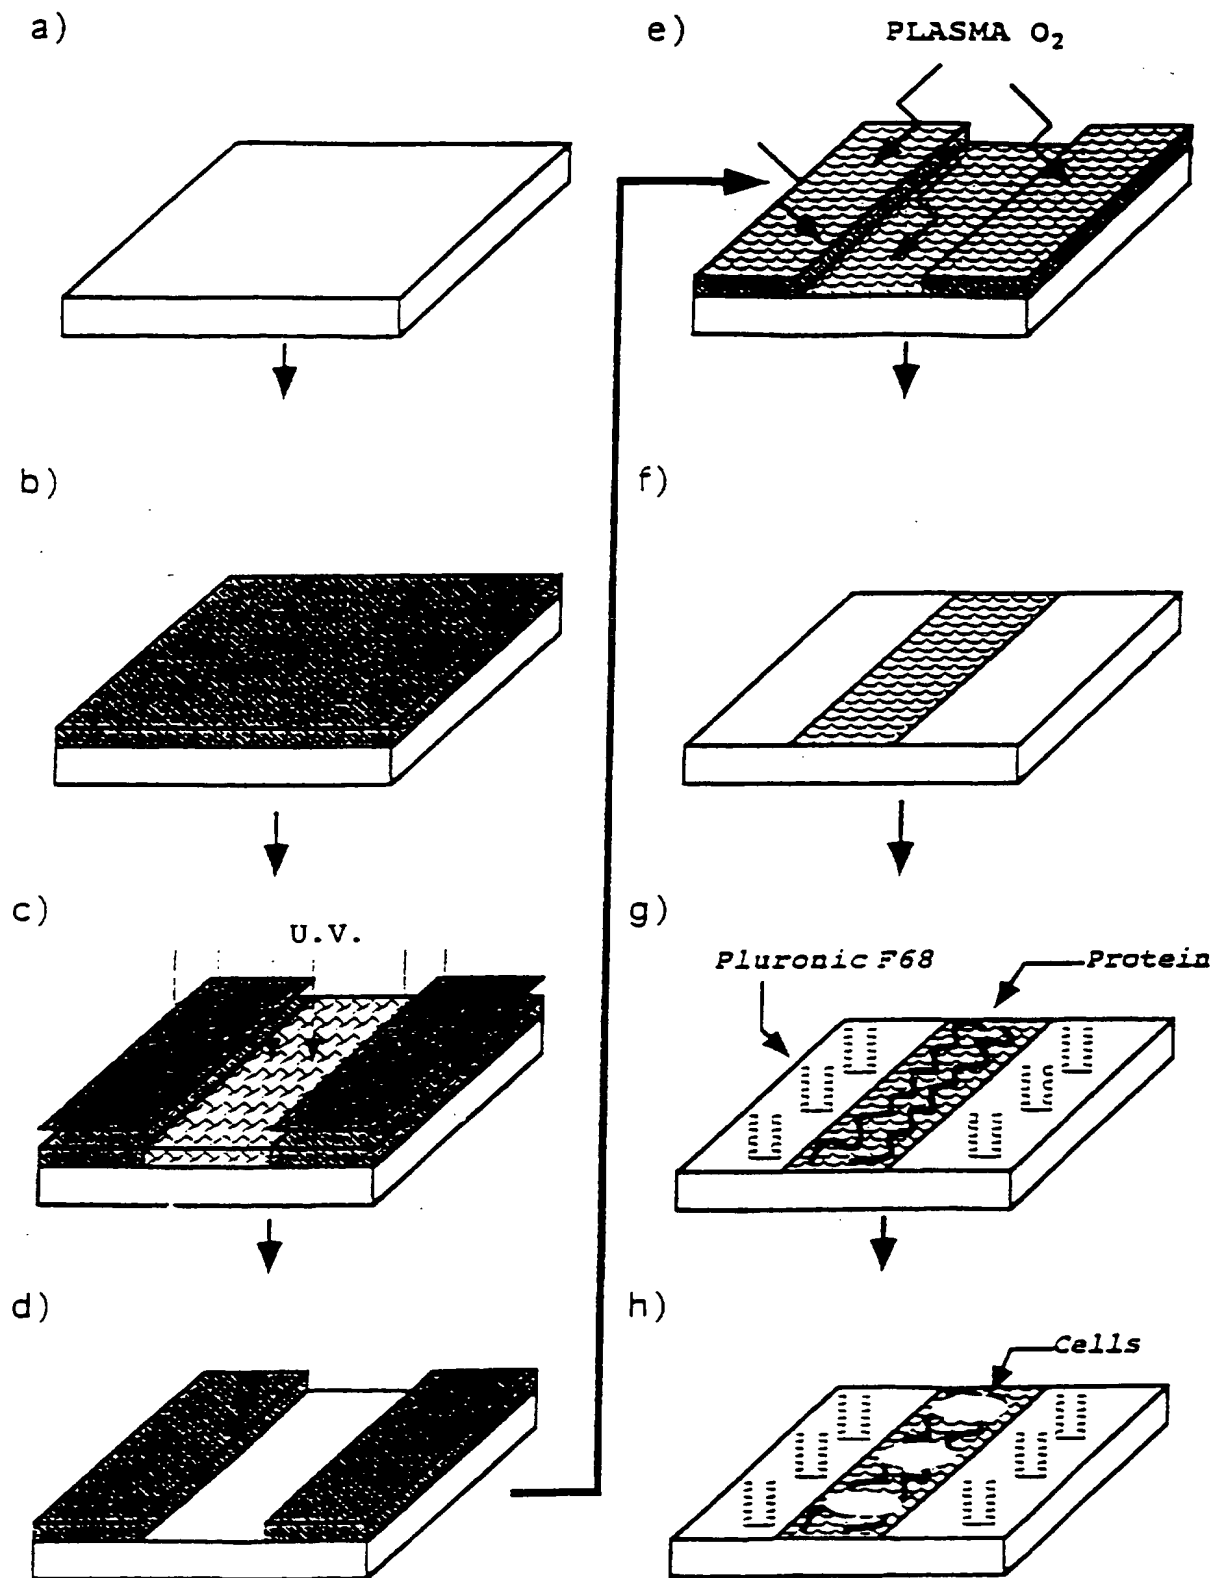 a)
b)
c)
U.V.
d)
e)
PLASMA O₂
f)
g)
Pluronic F68
Protein
h)
Cells